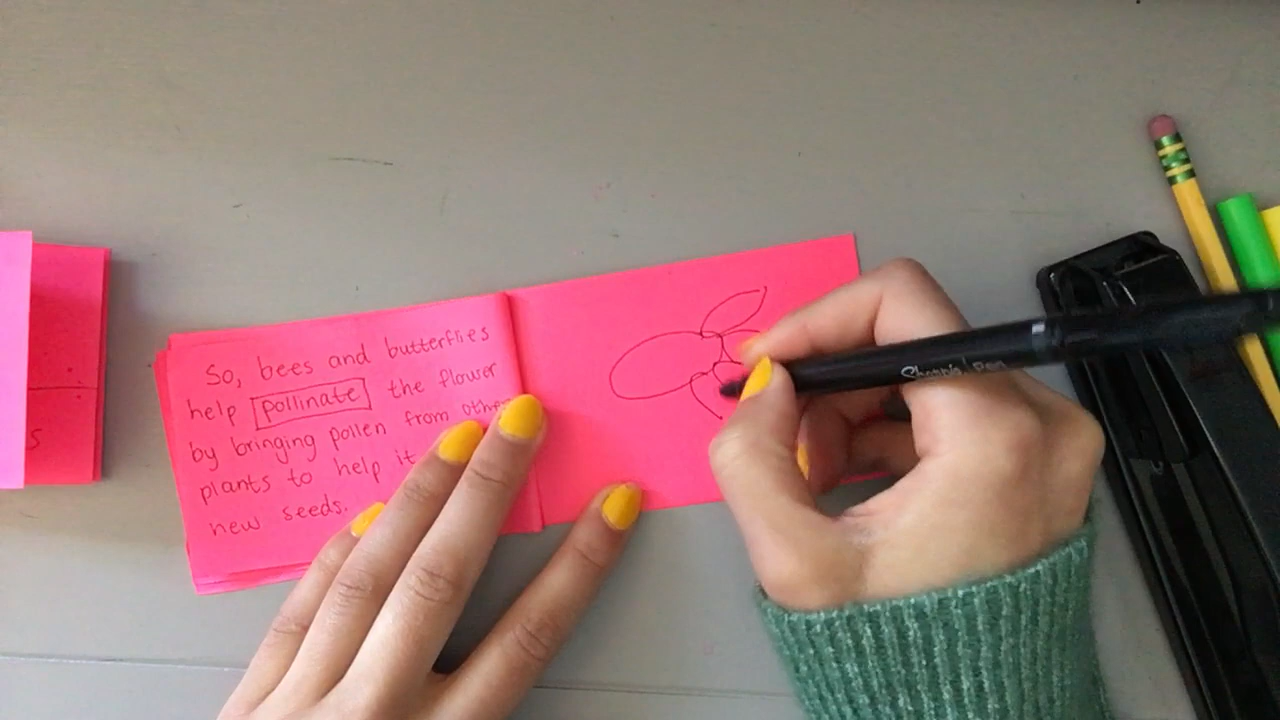 So, bees and butterflies
help pollinate the flower
by bringing pollen from other
plants to help it
new seeds.
Sharpie Pen
s